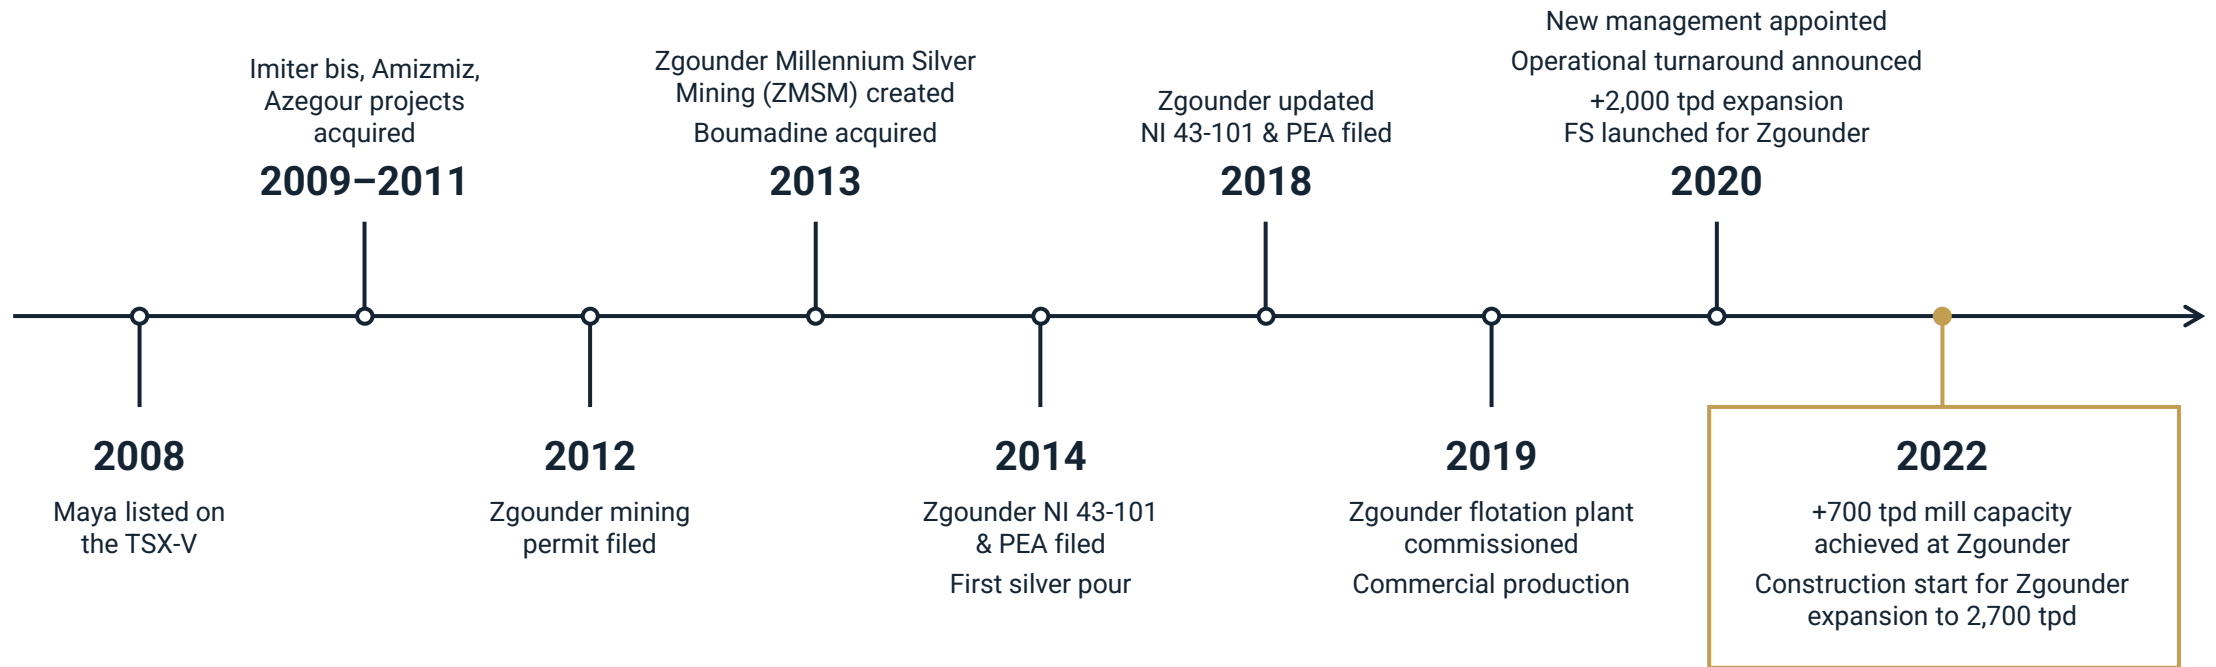 Imiter bis, Amizmiz,
Azegour projects
acquired
2009–2011
Zgounder Millennium Silver
Mining (ZMSM) created
Boumadine acquired
2013
Zgounder updated
NI 43-101 & PEA filed
2018
New management appointed
Operational turnaround announced
+2,000 tpd expansion
FS launched for Zgounder
2020
2008
Maya listed on
the TSX-V
2012
Zgounder mining
permit filed
2014
Zgounder NI 43-101
& PEA filed
First silver pour
2019
Zgounder flotation plant
commissioned
Commercial production
2022
+700 tpd mill capacity
achieved at Zgounder
Construction start for Zgounder
expansion to 2,700 tpd